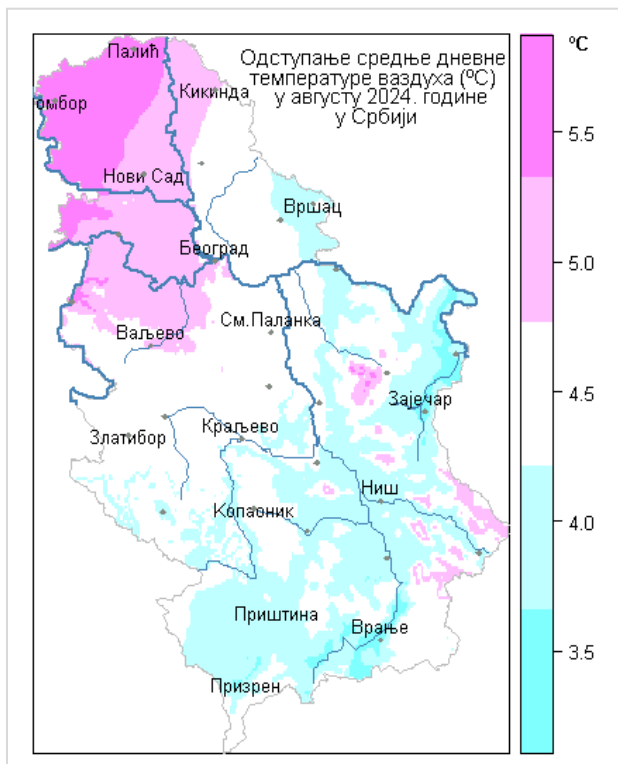 Одступање средње дневне
температуре ваздуха (ºC)
у августу 2024. године
у Србији
ºC
Палић
омбор
Кикинда
5.5
Нови Сад
Вршац
Београд
5.0
См.Паланка
Ваљево
4.5
Зајечар
Златибор
Краљево
Ниш
Копаоник
4.0
Приштина
Врање
3.5
Призрен